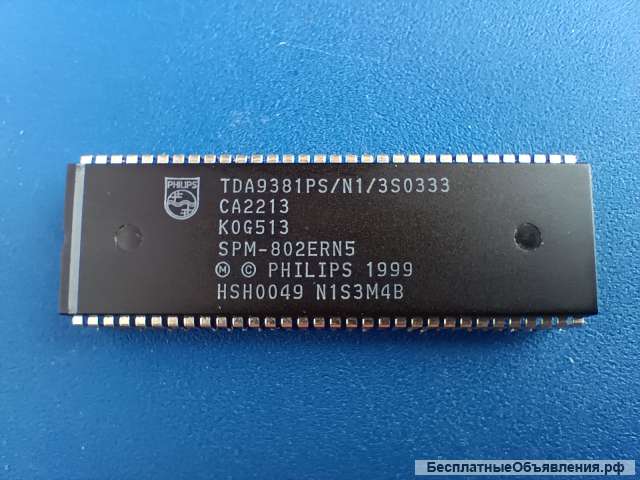 PHILIPS
TDA9381PS/N1/3S0333
CA2213
K0G513
SPM-802ERN5
Ⓜ © PHILIPS 1999
HSH0049 N1S3M4B
БесплатныеОбъявления.рф